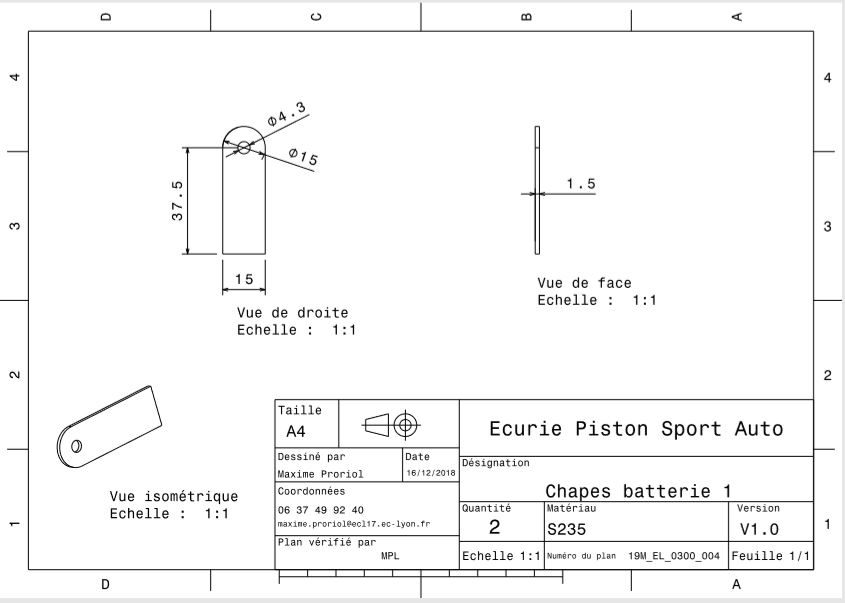 D C B A
4 4
Φ4.3
Φ15
1.5
37.5
3 3
15
Vue de face
Echelle : 1:1
Vue de droite
Echelle : 1:1
2 2
Taille
A4
Ecurie Piston Sport Auto
Dessiné par
Maxime Proriol
Date
16/12/2018
Désignation
Chapes batterie 1
Coordonnées
06 37 49 92 40
maxime.proriol@ecl17.ec-lyon.fr
Vue isométrique
Echelle : 1:1
Quantité
2
Matériau
S235
Version
V1.0
1 1
Plan vérifié par
MPL
Echelle 1:1
Numéro du plan 19M_EL_0300_004
Feuille 1/1
D A